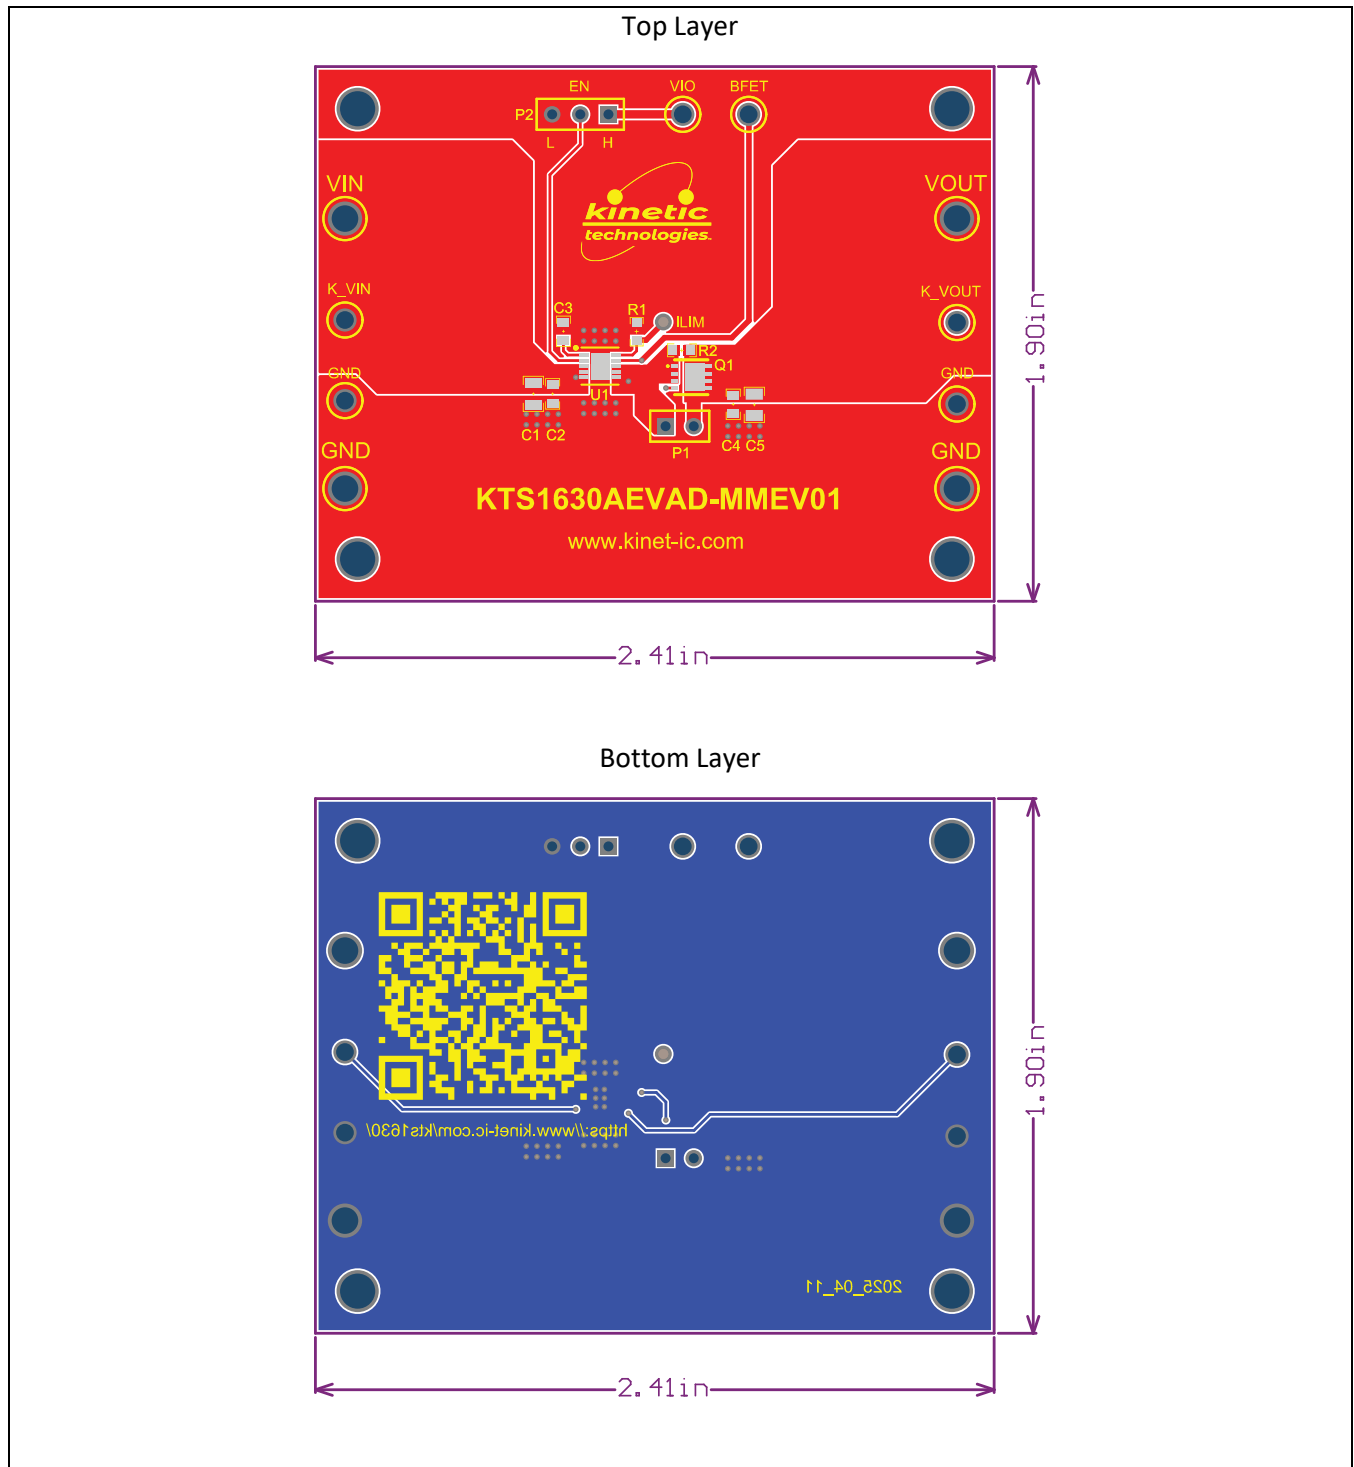 Top Layer
EN
VIO
BFET
P2
L
H
VIN
VOUT
kinetic
technologies
K_VIN
K_VOUT
C3
R1
ILIM
R2
Q1
GND
GND
U1
C1
C2
C4
C5
P1
GND
GND
KTS1630AEVAD-MMEV01
www.kinet-ic.com
1.90in
2.41in
Bottom Layer
https://www.kinet-ic.com/kts1630/
2025_04_11
1.90in
2.41in